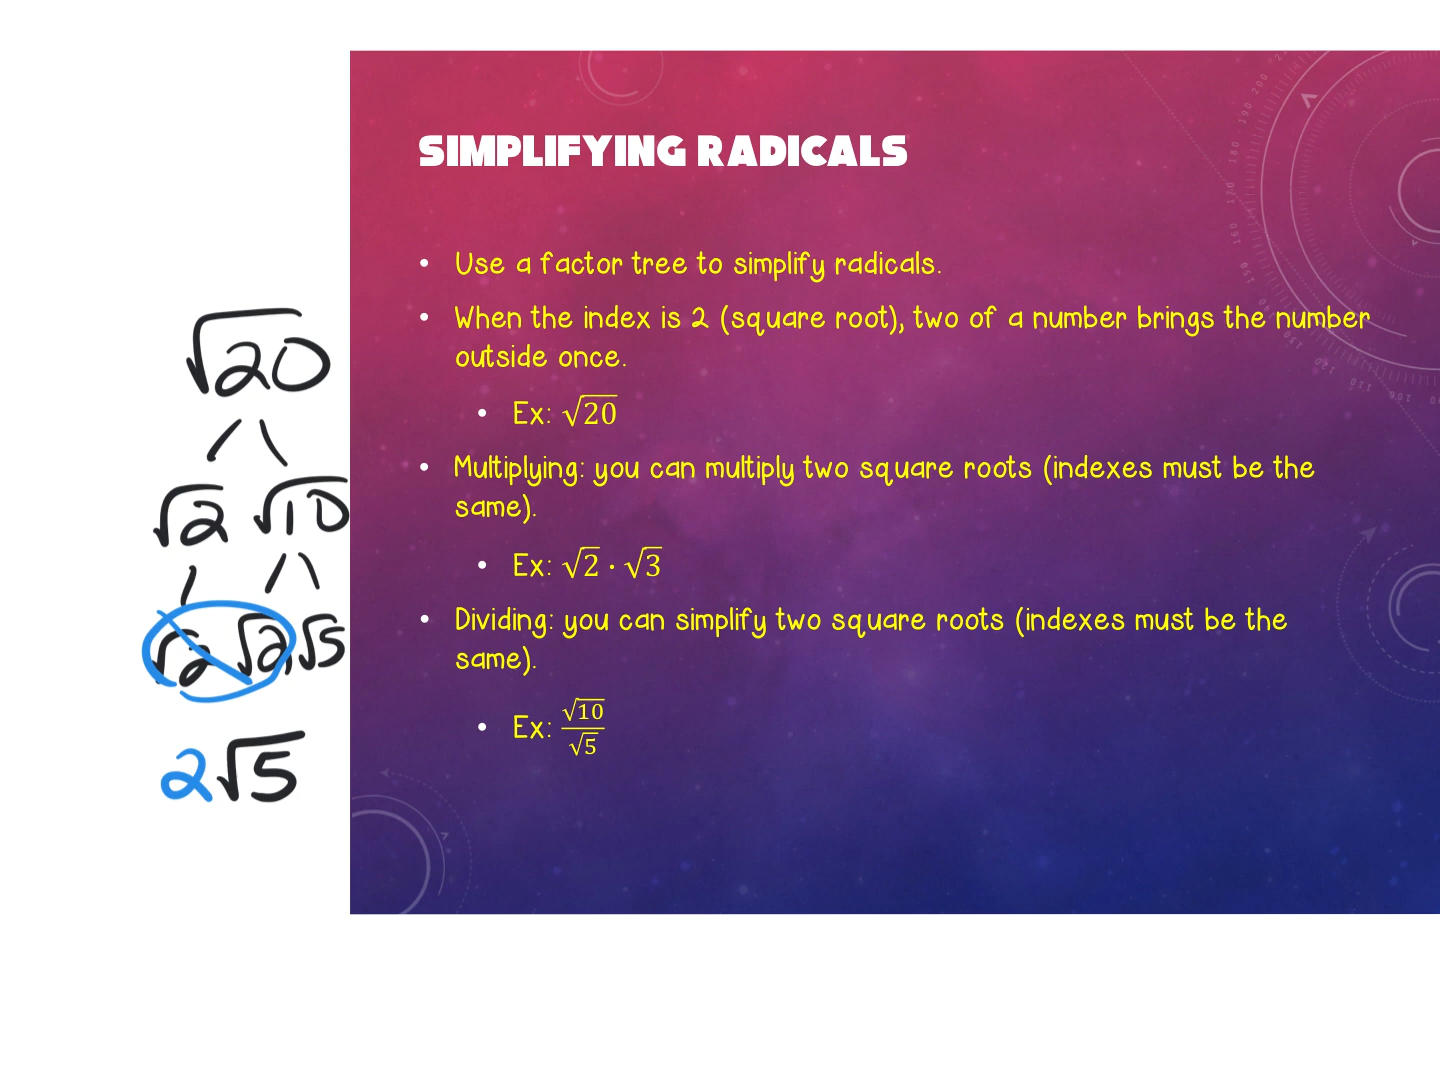 SIMPLIFYING RADICALS
• Use a factor tree to simplify radicals.
• When the index is 2 (square root), two of a number brings the number
outside once.
• Ex: √20
• Multiplying: you can multiply two square roots (indexes must be the
same).
• Ex: √2 · √3
• Dividing: you can simplify two square roots (indexes must be the
same).
• Ex: √10/√5
√20
√2 √10
√2 √2 √5
2√5